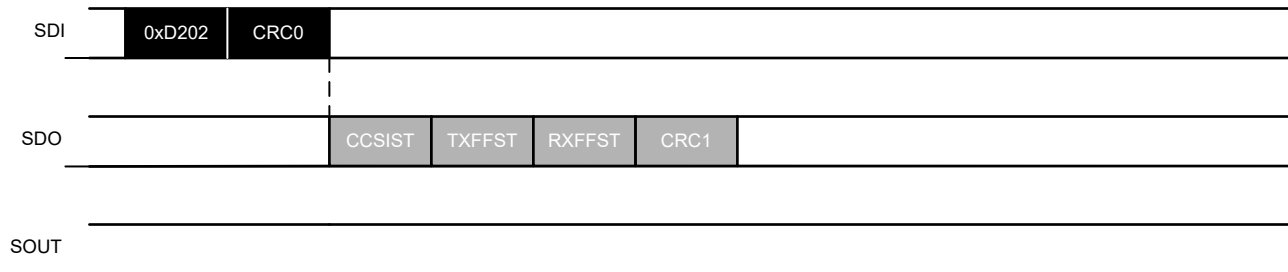 SDI 0xD202 CRC0
SDO CCSIST TXFFST RXFFST CRC1
SOUT